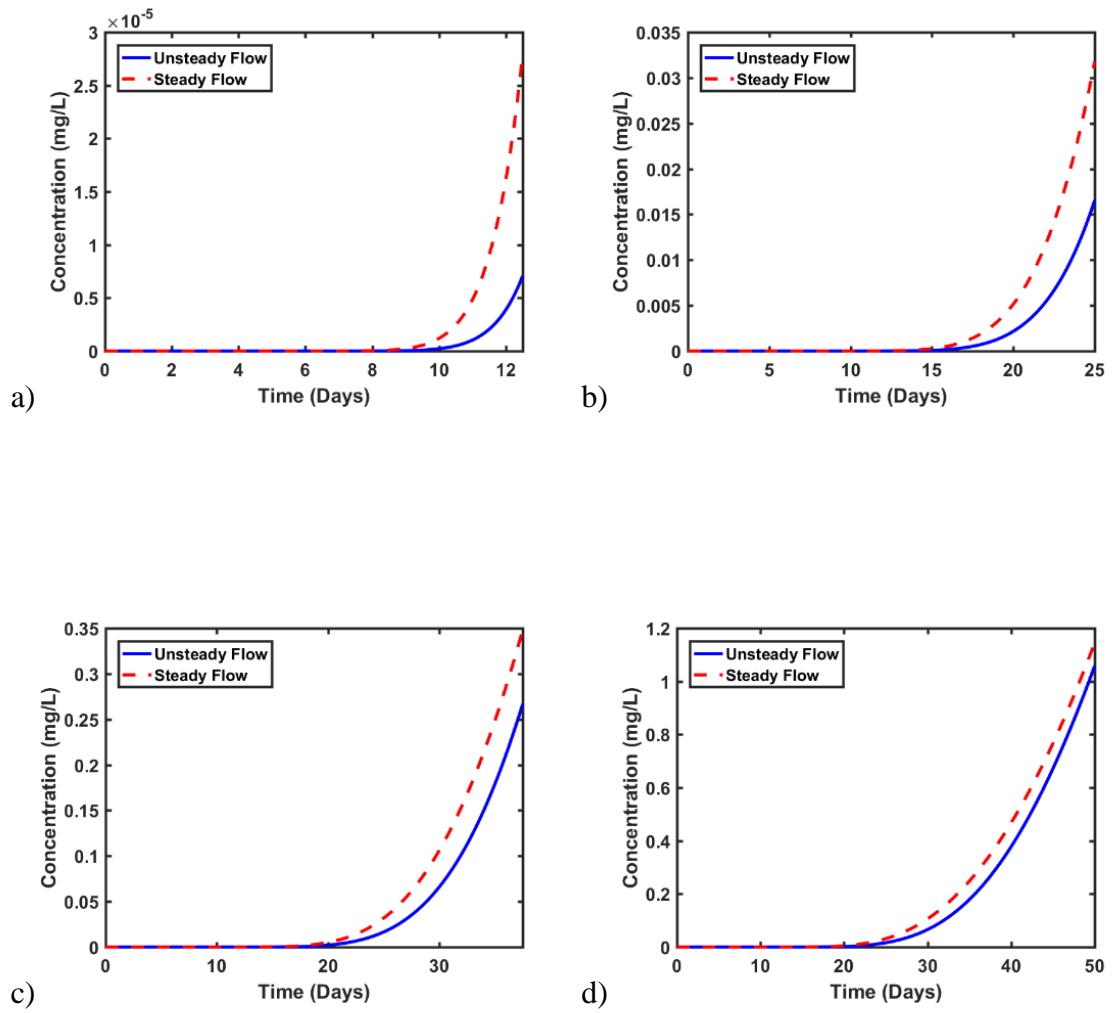 ×10⁻⁵
3
2.5
2
1.5
1
0.5
0
Concentration (mg/L)
Unsteady Flow
Steady Flow
0 2 4 6 8 10 12
Time (Days)
a)
0.035
0.03
0.025
0.02
0.015
0.01
0.005
0
Concentration (mg/L)
Unsteady Flow
Steady Flow
0 5 10 15 20 25
Time (Days)
b)
0.35
0.3
0.25
0.2
0.15
0.1
0.05
0
Concentration (mg/L)
Unsteady Flow
Steady Flow
0 10 20 30
Time (Days)
c)
1.2
1
0.8
0.6
0.4
0.2
0
Concentration (mg/L)
Unsteady Flow
Steady Flow
0 10 20 30 40 50
Time (Days)
d)